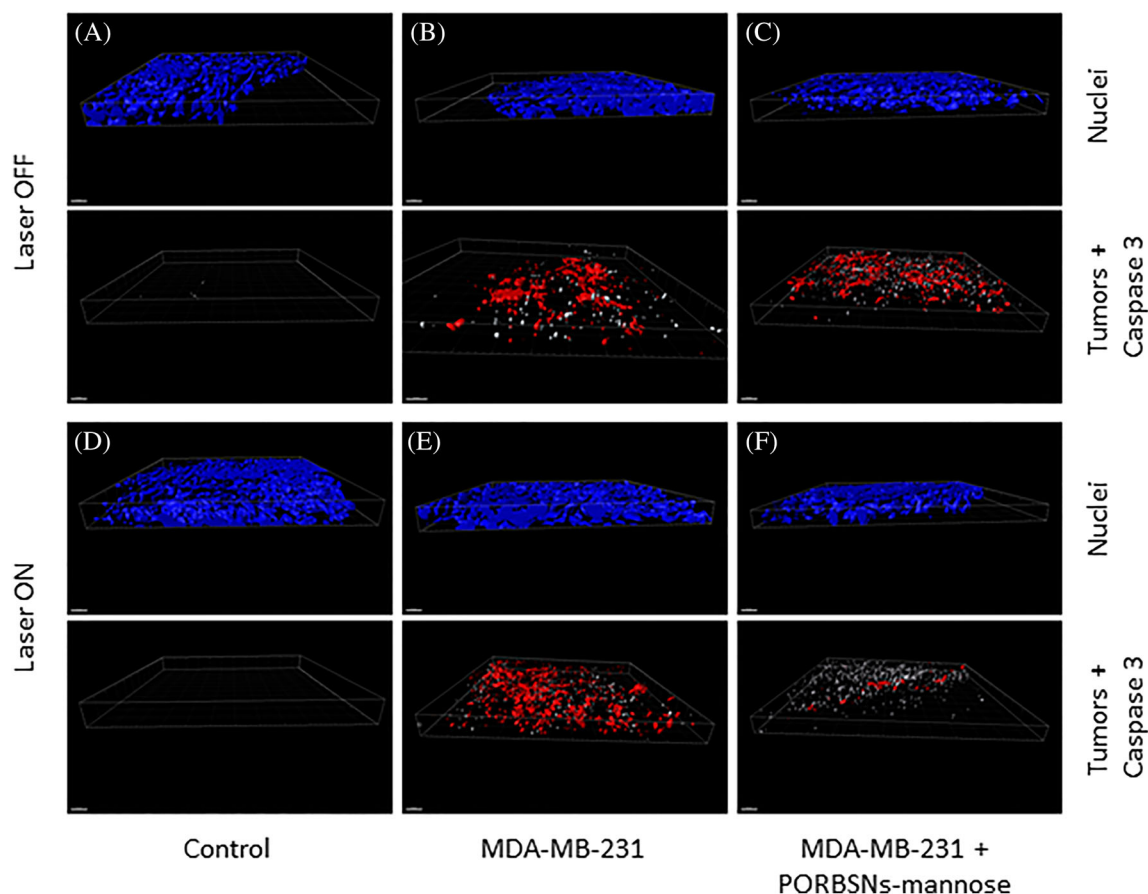 (A)
(B)
(C)
Laser OFF
Nuclei
Tumors +
Caspase 3
(D)
(E)
(F)
Laser ON
Nuclei
Tumors +
Caspase 3
Control
MDA-MB-231
MDA-MB-231 +
PORBSNs-mannose